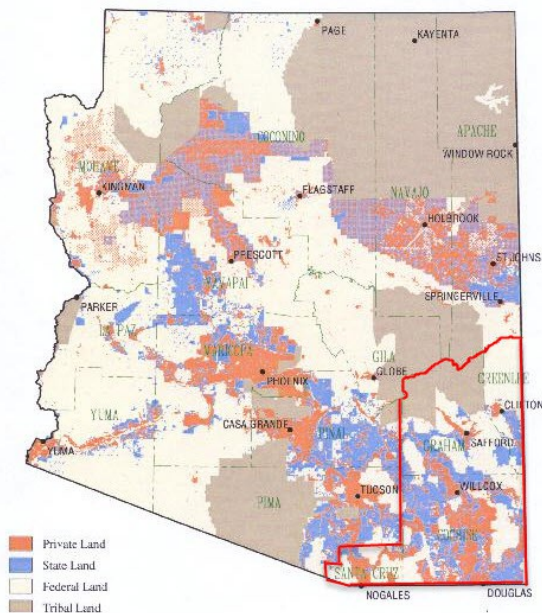 PAGE
KAYENTA
COCONINO
APACHE
WINDOW ROCK
MOHAVE
KINGMAN
FLAGSTAFF
NAVAJO
HOLBROOK
PRESCOTT
ST JOHNS
YAVAPAI
SPRINGERVILLE
PARKER
LA PAZ
MARICOPA
GILA
GLOBE
PHOENIX
GREENLEE
CLIFTON
YUMA
CASA GRANDE
PINAL
GRAHAM
SAFFORD
YUMA
TUCSON
WILLCOX
PIMA
COCHISE
SANTA CRUZ
NOGALES
DOUGLAS
Private Land
State Land
Federal Land
Tribal Land